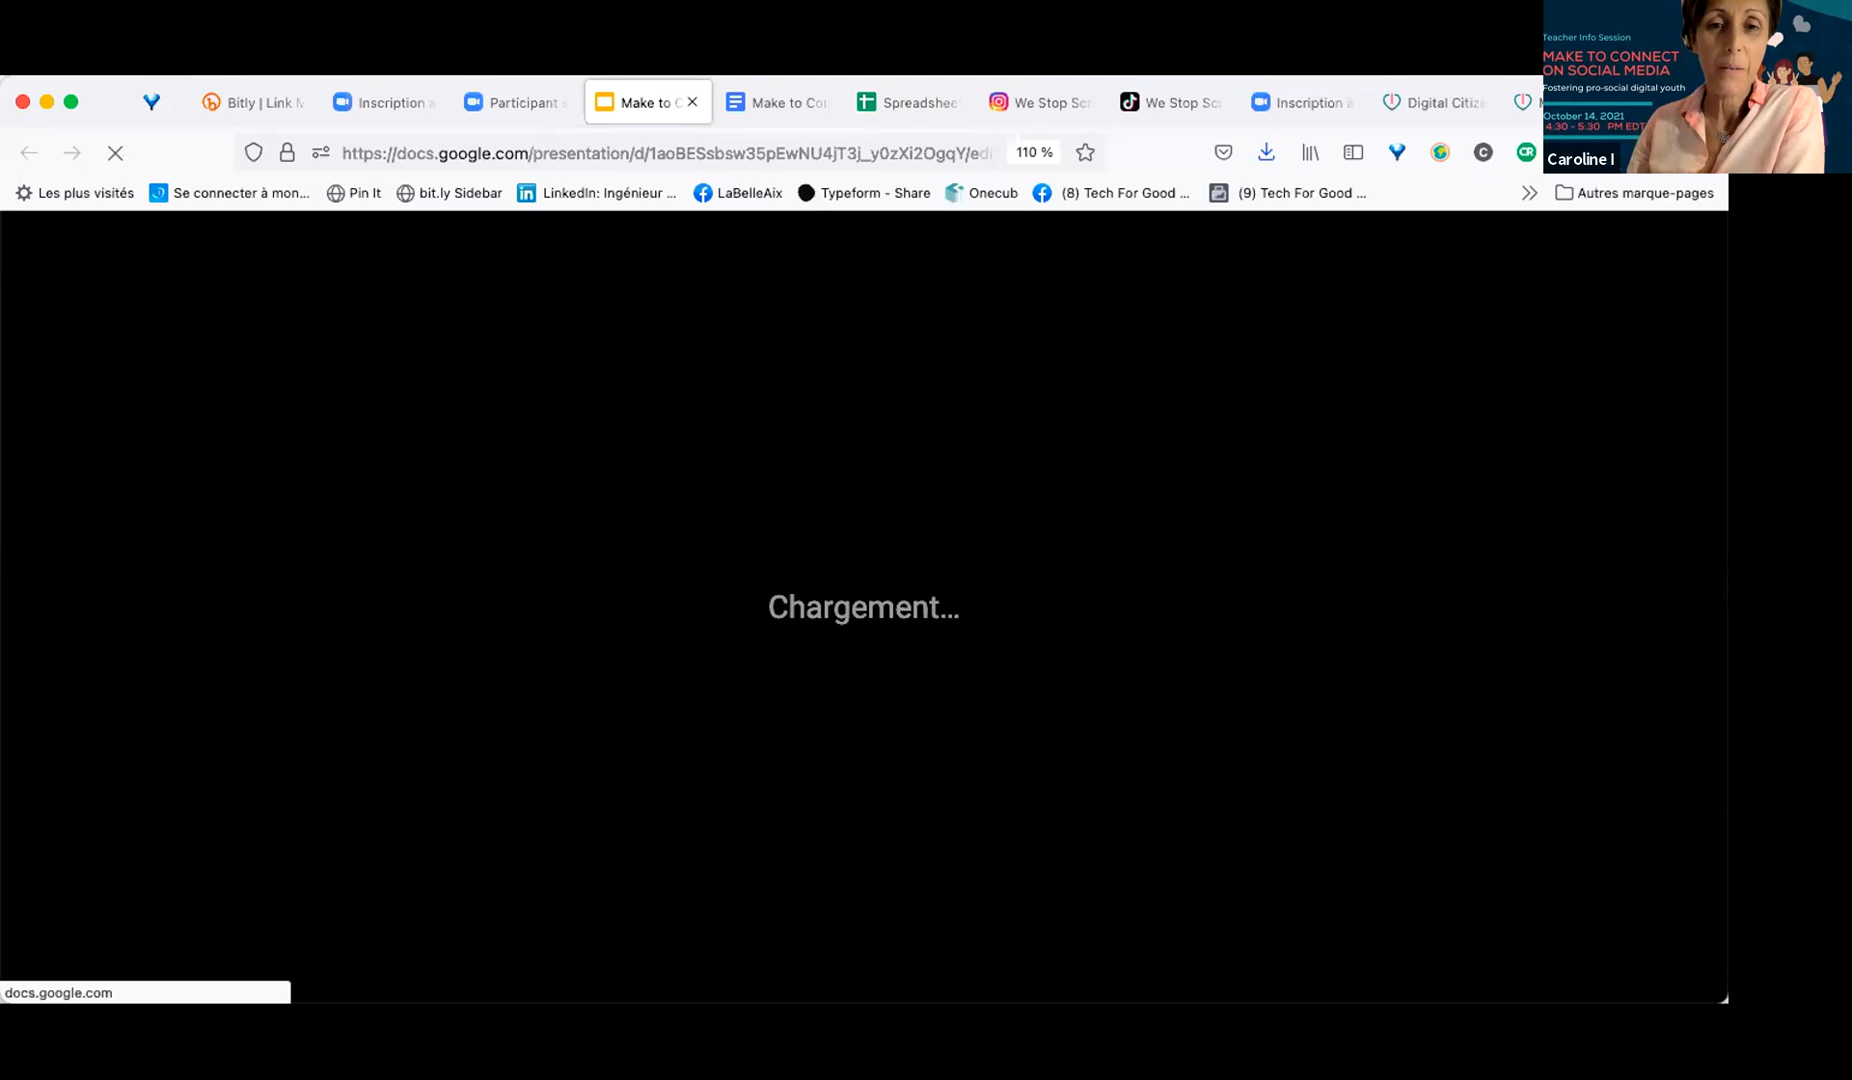 Teacher Info Session
MAKE TO CONNECT
ON SOCIAL MEDIA
Fostering pro-social digital youth
October 14, 2021
4:30 - 5:30 PM EDT
Caroline I
Bitly | Link
Inscription
Participant
Make to C
Make to Co
Spreadshee
We Stop Sc
We Stop Sc
Inscription
Digital Citiz
https://docs.google.com/presentation/d/1aoBESsbsw35pEwNU4jT3j_y0zXi2OgqY/edi
110 %
Les plus visités
Se connecter à mon...
Pin It
bit.ly Sidebar
LinkedIn: Ingénieur ...
LaBelleAix
Typeform - Share
Onecub
(8) Tech For Good ...
(9) Tech For Good ...
Autres marque-pages
Chargement...
docs.google.com